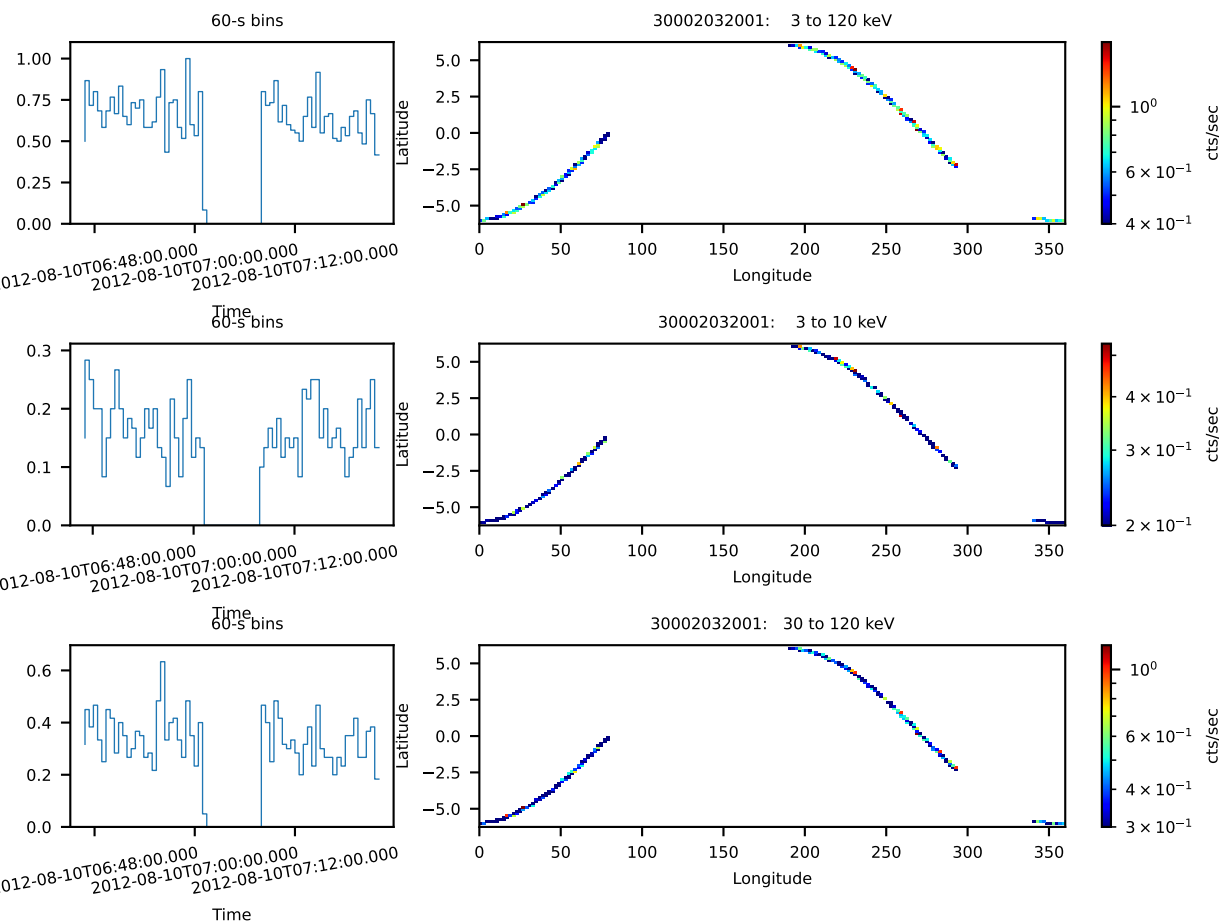 60-s bins
30002032001: 3 to 120 keV
1.00
0.75
0.50
0.25
0.00
2012-08-10T06:48:00.000
2012-08-10T07:00:00.000
2012-08-10T07:12:00.000
Time
Latitude
5.0
2.5
0.0
−2.5
−5.0
0 50 100 150 200 250 300 350
Longitude
10⁰
6 × 10⁻¹
4 × 10⁻¹
cts/sec
60-s bins
30002032001: 3 to 10 keV
0.3
0.2
0.1
0.0
012-08-10T06:48:00.000
2012-08-10T07:00:00.000
2012-08-10T07:12:00.000
Time
Latitude
5.0
2.5
0.0
−2.5
−5.0
0 50 100 150 200 250 300 350
Longitude
4 × 10⁻¹
3 × 10⁻¹
2 × 10⁻¹
cts/sec
60-s bins
30002032001: 30 to 120 keV
0.6
0.4
0.2
0.0
2012-08-10T06:48:00.000
2012-08-10T07:00:00.000
2012-08-10T07:12:00.000
Time
Latitude
5.0
2.5
0.0
−2.5
−5.0
0 50 100 150 200 250 300 350
Longitude
10⁰
6 × 10⁻¹
4 × 10⁻¹
3 × 10⁻¹
cts/sec